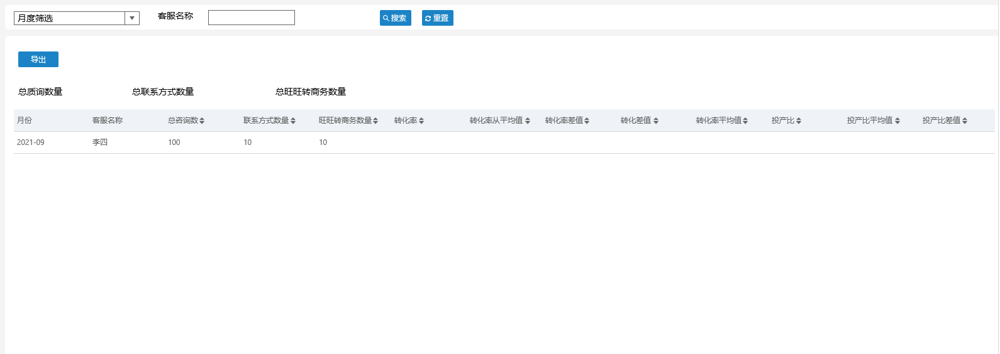 月度筛选 客服名称 搜索 重置
导出
总质询数量 总联系方式数量 总旺旺转商务数量
月份 客服名称 总咨询数 联系方式数量 旺旺转商务数量 转化率 转化率从平均值 转化率差值 转化差值 转化率平均值 投产比 投产比平均值 投产比差值
2021-09 李四 100 10 10